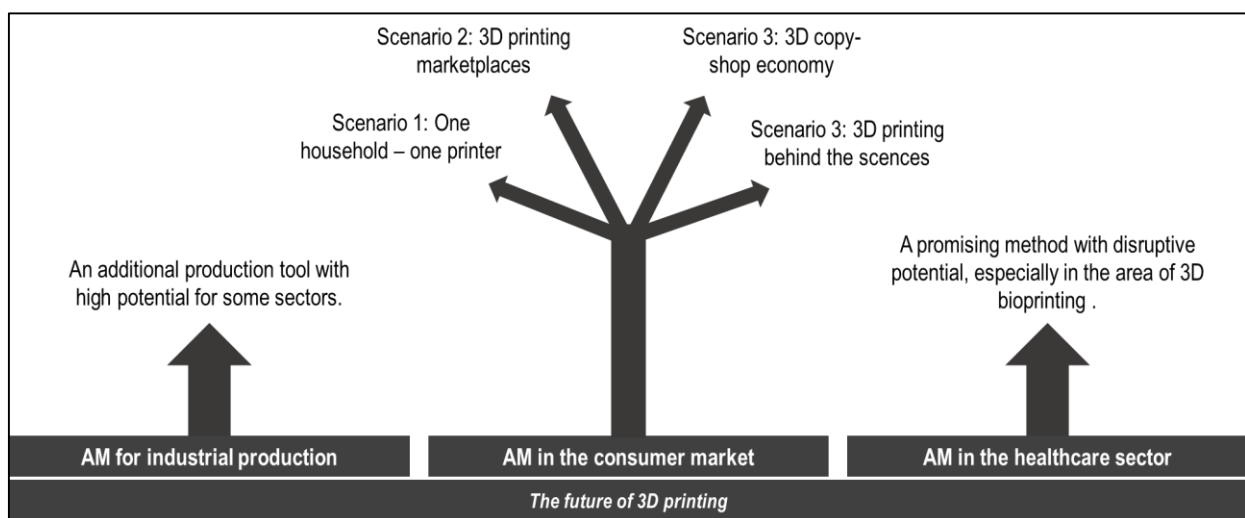 Scenario 2: 3D printing
marketplaces
Scenario 3: 3D copy-
shop economy
Scenario 1: One
household – one printer
Scenario 3: 3D printing
behind the scences
An additional production tool with
high potential for some sectors.
A promising method with disruptive
potential, especially in the area of 3D
bioprinting .
AM for industrial production
AM in the consumer market
AM in the healthcare sector
The future of 3D printing